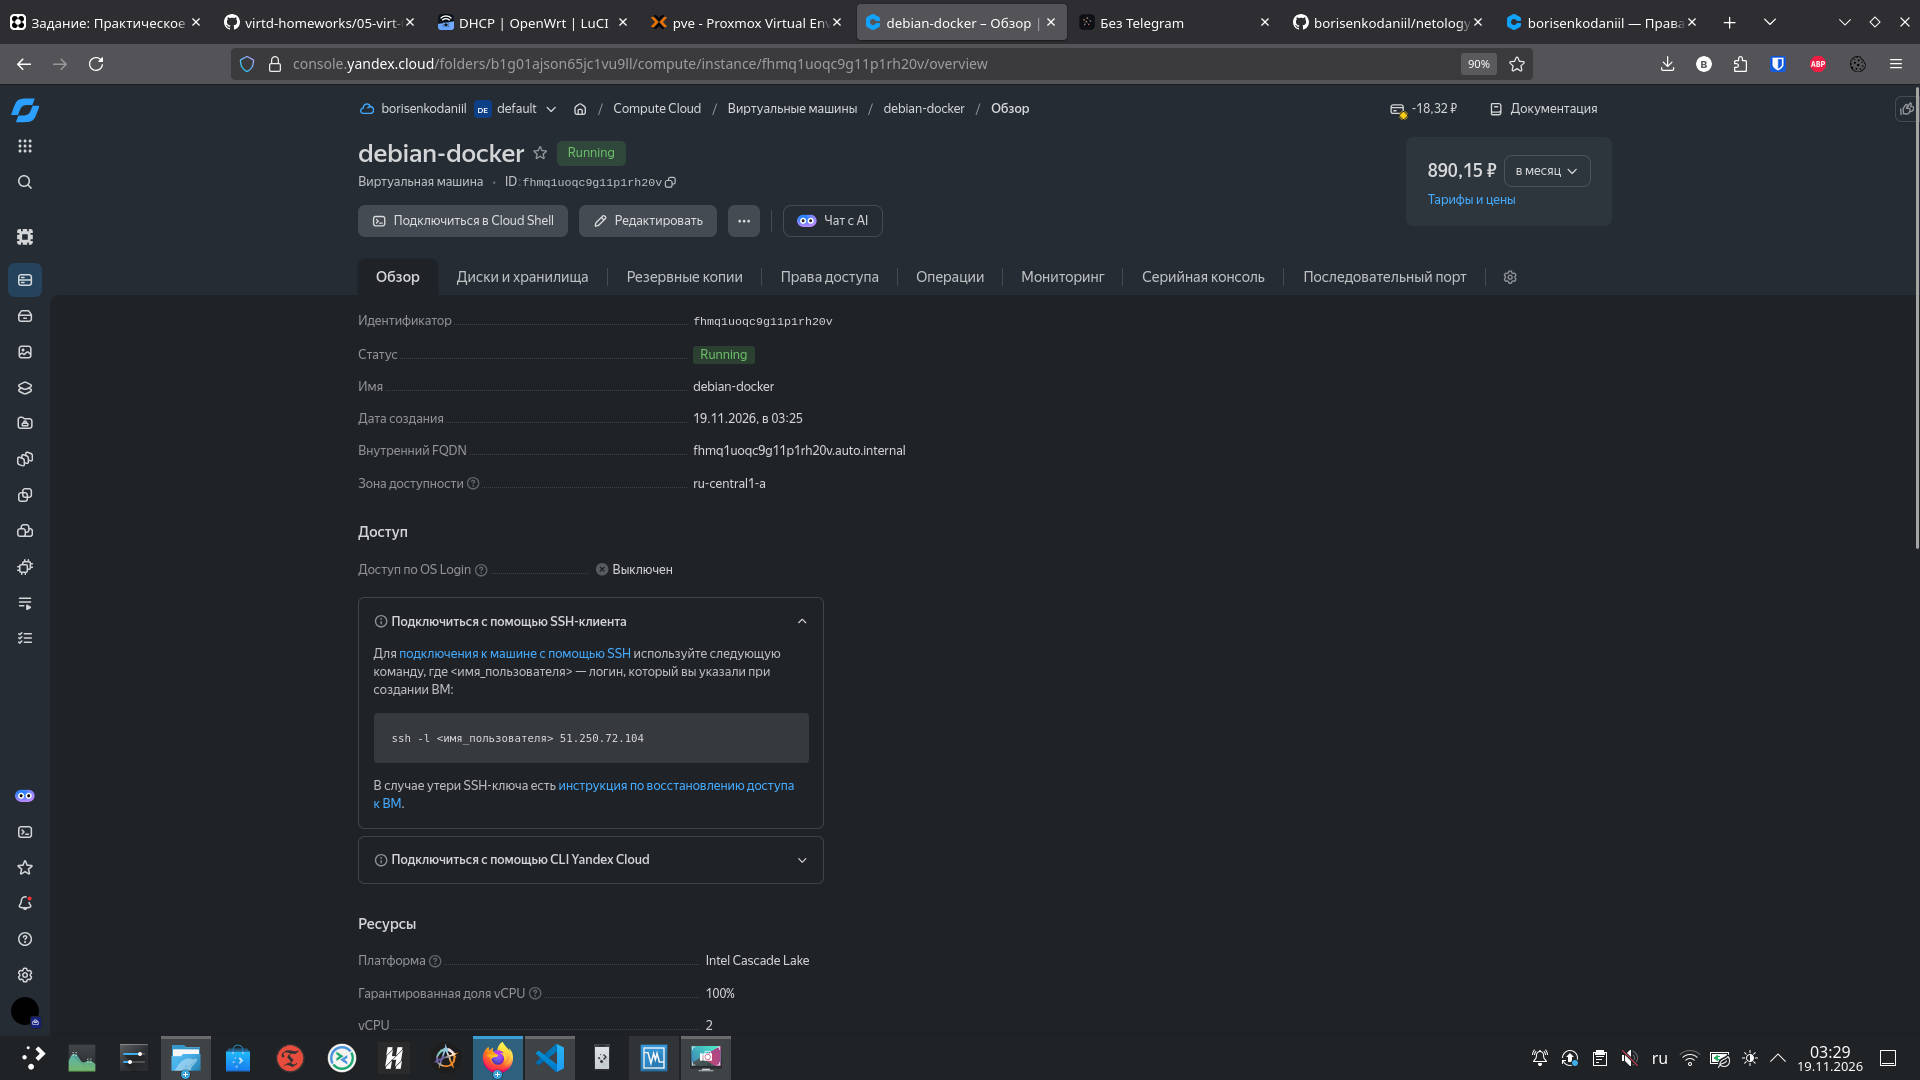 Задание: Практическое
virtd-homeworks/05-virt-
DHCP | OpenWrt | LuCI
pve - Proxmox Virtual Env
debian-docker – Обзор |
Без Telegram
borisenkodaniil/netology
borisenkodaniil — Права
console.yandex.cloud/folders/b1g01ajson65jc1vu9ll/compute/instance/fhmq1uoqc9g11p1rh20v/overview
90%
B
ABP
borisenkodaniil DE default / Compute Cloud / Виртуальные машины / debian-docker / Обзор
-18,32 ₽
Документация
debian-docker Running
Виртуальная машина · ID: fhmq1uoqc9g11p1rh20v
890,15 ₽ в месяц
Тарифы и цены
Подключиться в Cloud Shell
Редактировать
Чат с AI
Обзор
Диски и хранилища
Резервные копии
Права доступа
Операции
Мониторинг
Серийная консоль
Последовательный порт
Идентификатор fhmq1uoqc9g11p1rh20v
Статус Running
Имя debian-docker
Дата создания 19.11.2026, в 03:25
Внутренний FQDN fhmq1uoqc9g11p1rh20v.auto.internal
Зона доступности ru-central1-a
Доступ
Доступ по OS Login Выключен
Подключиться с помощью SSH-клиента
Для подключения к машине с помощью SSH используйте следующую
команду, где <имя_пользователя> — логин, который вы указали при
создании ВМ:
ssh -l <имя_пользователя> 51.250.72.104
В случае утери SSH-ключа есть инструкция по восстановлению доступа
к ВМ.
Подключиться с помощью CLI Yandex Cloud
Ресурсы
Платформа Intel Cascade Lake
Гарантированная доля vCPU 100%
vCPU 2
ru
03:29
19.11.2026